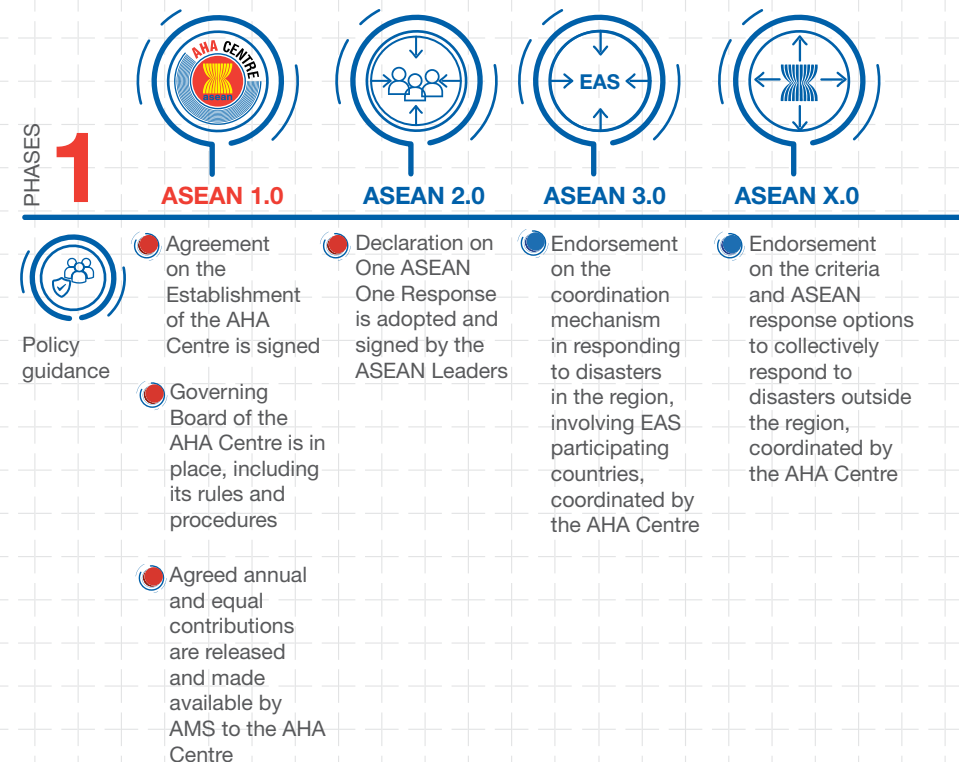 PHASES
1
AHA CENTRE
asean
EAS
ASEAN 1.0
ASEAN 2.0
ASEAN 3.0
ASEAN X.0
Policy
guidance
Agreement
on the
Establishment
of the AHA
Centre is signed
Governing
Board of the
AHA Centre is in
place, including
its rules and
procedures
Agreed annual
and equal
contributions
are released
and made
available by
AMS to the AHA
Centre
Declaration on
One ASEAN
One Response
is adopted and
signed by the
ASEAN Leaders
Endorsement
on the
coordination
mechanism
in responding
to disasters
in the region,
involving EAS
participating
countries,
coordinated by
the AHA Centre
Endorsement
on the criteria
and ASEAN
response options
to collectively
respond to
disasters outside
the region,
coordinated by
the AHA Centre